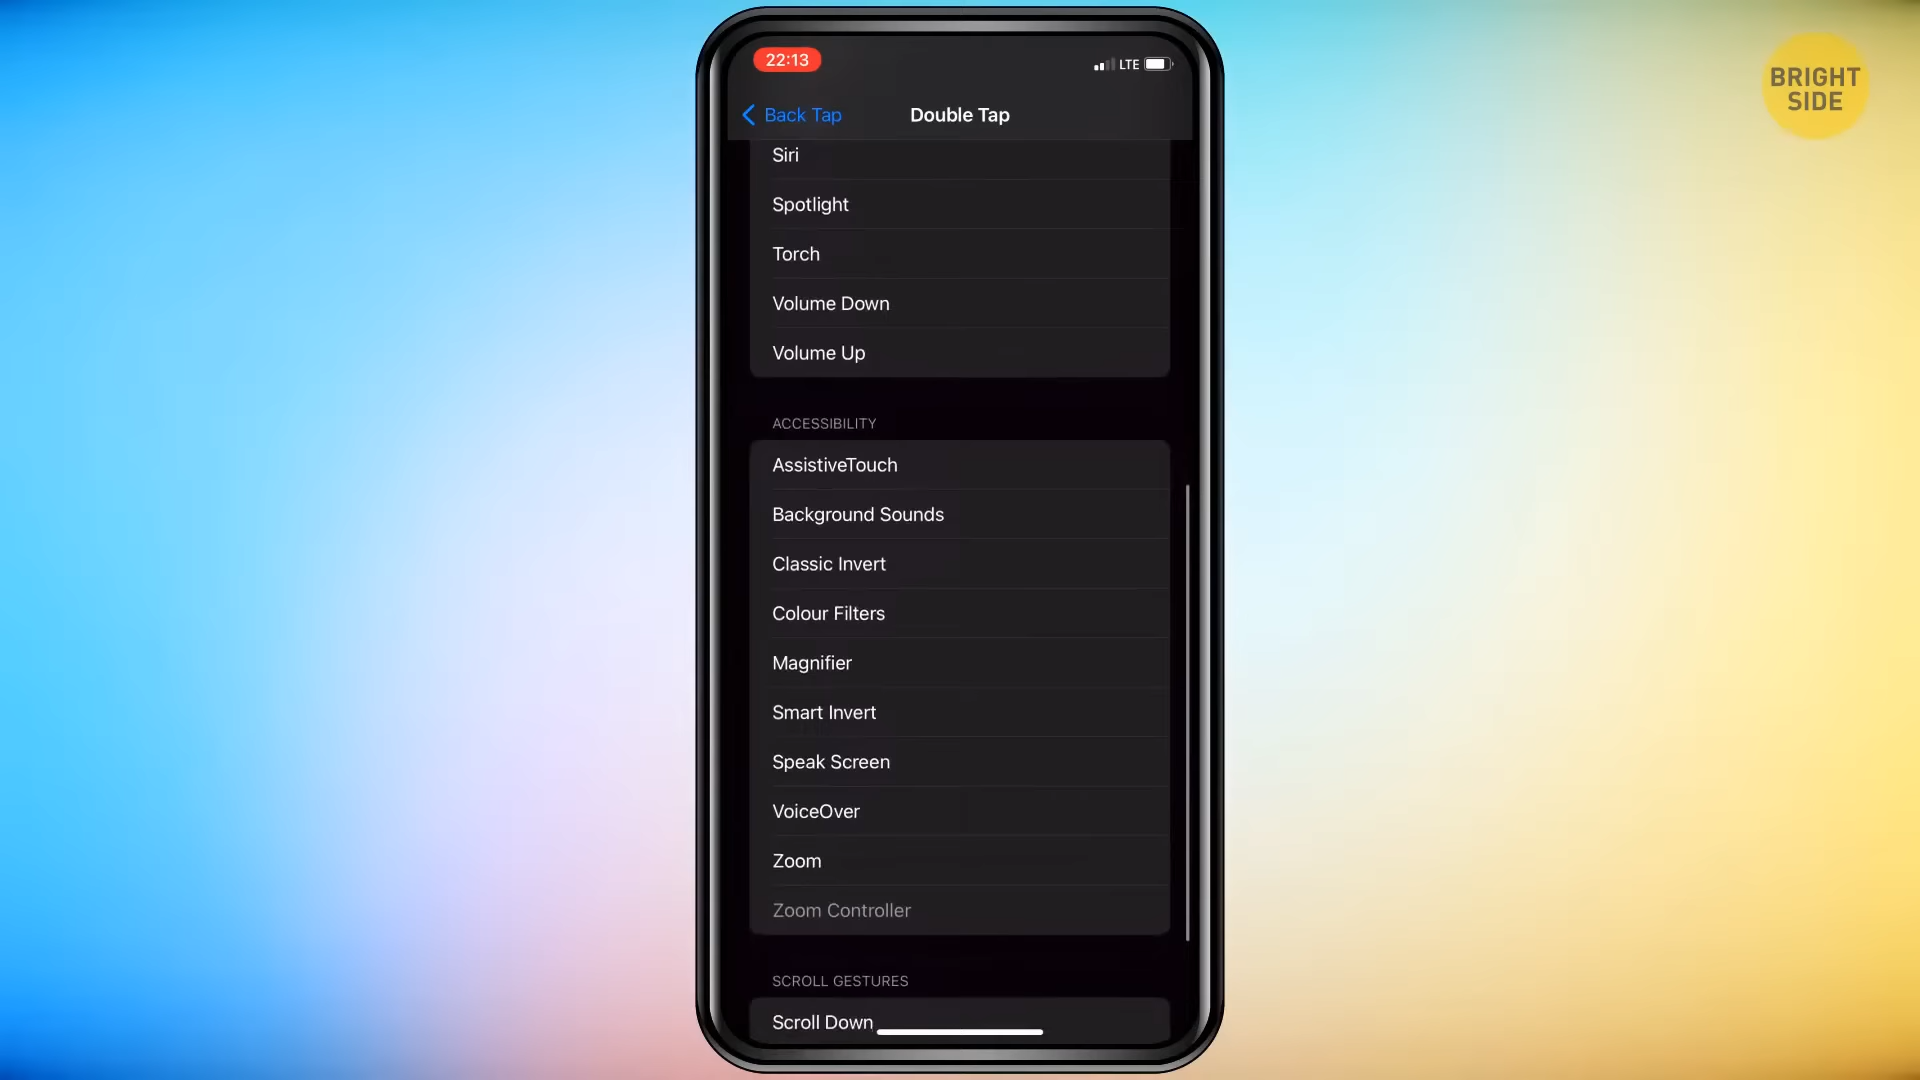 22:13
LTE
Back Tap
Double Tap
BRIGHT
SIDE
Siri
Spotlight
Torch
Volume Down
Volume Up
ACCESSIBILITY
AssistiveTouch
Background Sounds
Classic Invert
Colour Filters
Magnifier
Smart Invert
Speak Screen
VoiceOver
Zoom
Zoom Controller
SCROLL GESTURES
Scroll Down